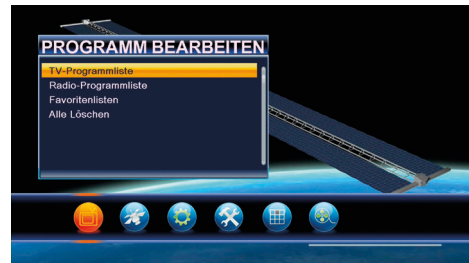 PROGRAMM BEARBEITEN
TV-Programmliste
Radio-Programmliste
Favoritenlisten
Alle Löschen